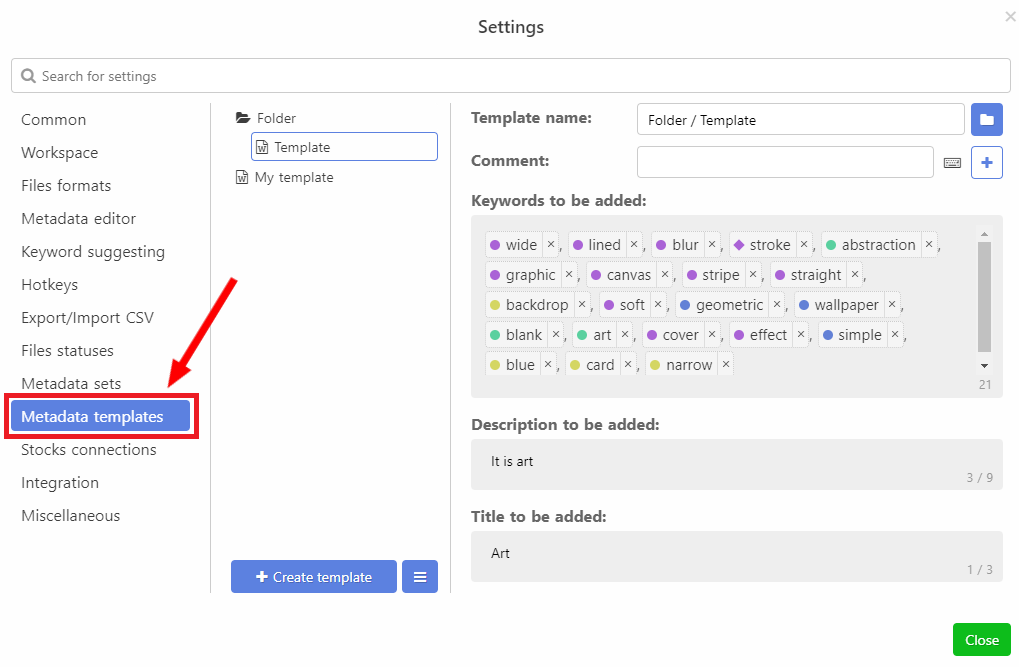 Settings
Search for settings
Common
Workspace
Files formats
Metadata editor
Keyword suggesting
Hotkeys
Export/Import CSV
Files statuses
Metadata sets
Metadata templates
Stocks connections
Integration
Miscellaneous
Folder
Template
My template
Create template
Template name: Folder / Template
Comment:
Keywords to be added:
wide ×, lined ×, blur ×, stroke ×, abstraction ×,
graphic ×, canvas ×, stripe ×, straight ×,
backdrop ×, soft ×, geometric ×, wallpaper ×,
blank ×, art ×, cover ×, effect ×, simple ×,
blue ×, card ×, narrow ×
21
Description to be added:
It is art
3 / 9
Title to be added:
Art
1 / 3
Close